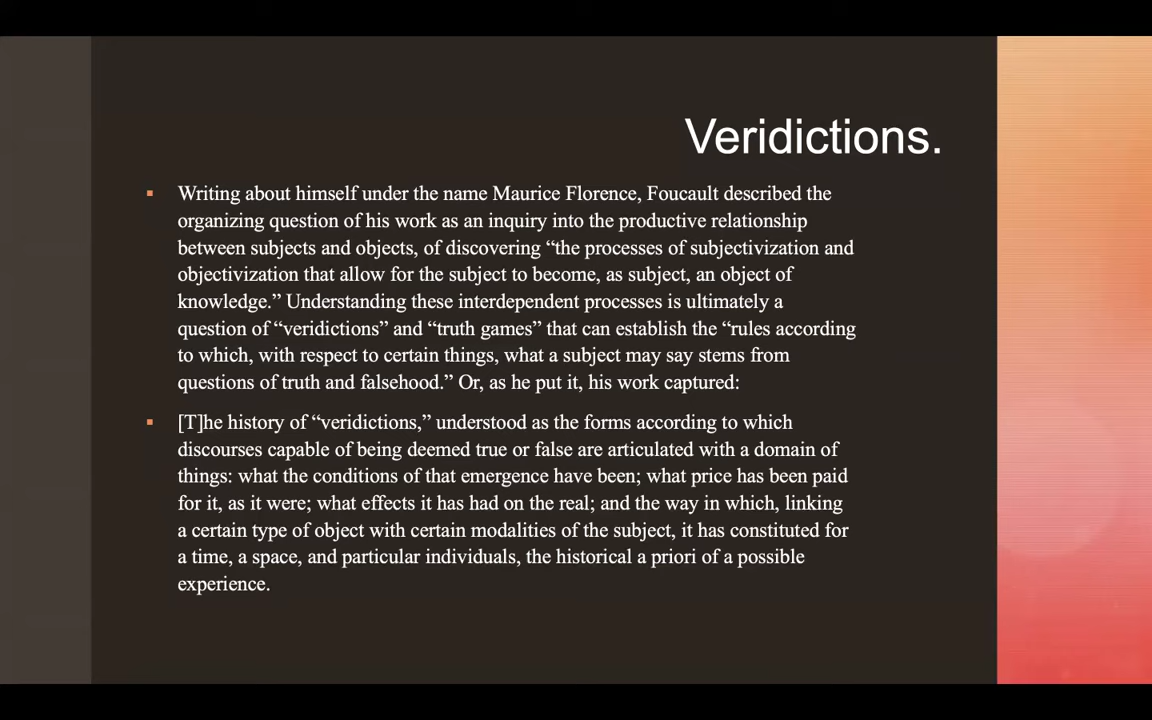 Veridictions.
▪ Writing about himself under the name Maurice Florence, Foucault described the
organizing question of his work as an inquiry into the productive relationship
between subjects and objects, of discovering “the processes of subjectivization and
objectivization that allow for the subject to become, as subject, an object of
knowledge.” Understanding these interdependent processes is ultimately a
question of “veridictions” and “truth games” that can establish the “rules according
to which, with respect to certain things, what a subject may say stems from
questions of truth and falsehood.” Or, as he put it, his work captured:
▪ [T]he history of “veridictions,” understood as the forms according to which
discourses capable of being deemed true or false are articulated with a domain of
things: what the conditions of that emergence have been; what price has been paid
for it, as it were; what effects it has had on the real; and the way in which, linking
a certain type of object with certain modalities of the subject, it has constituted for
a time, a space, and particular individuals, the historical a priori of a possible
experience.